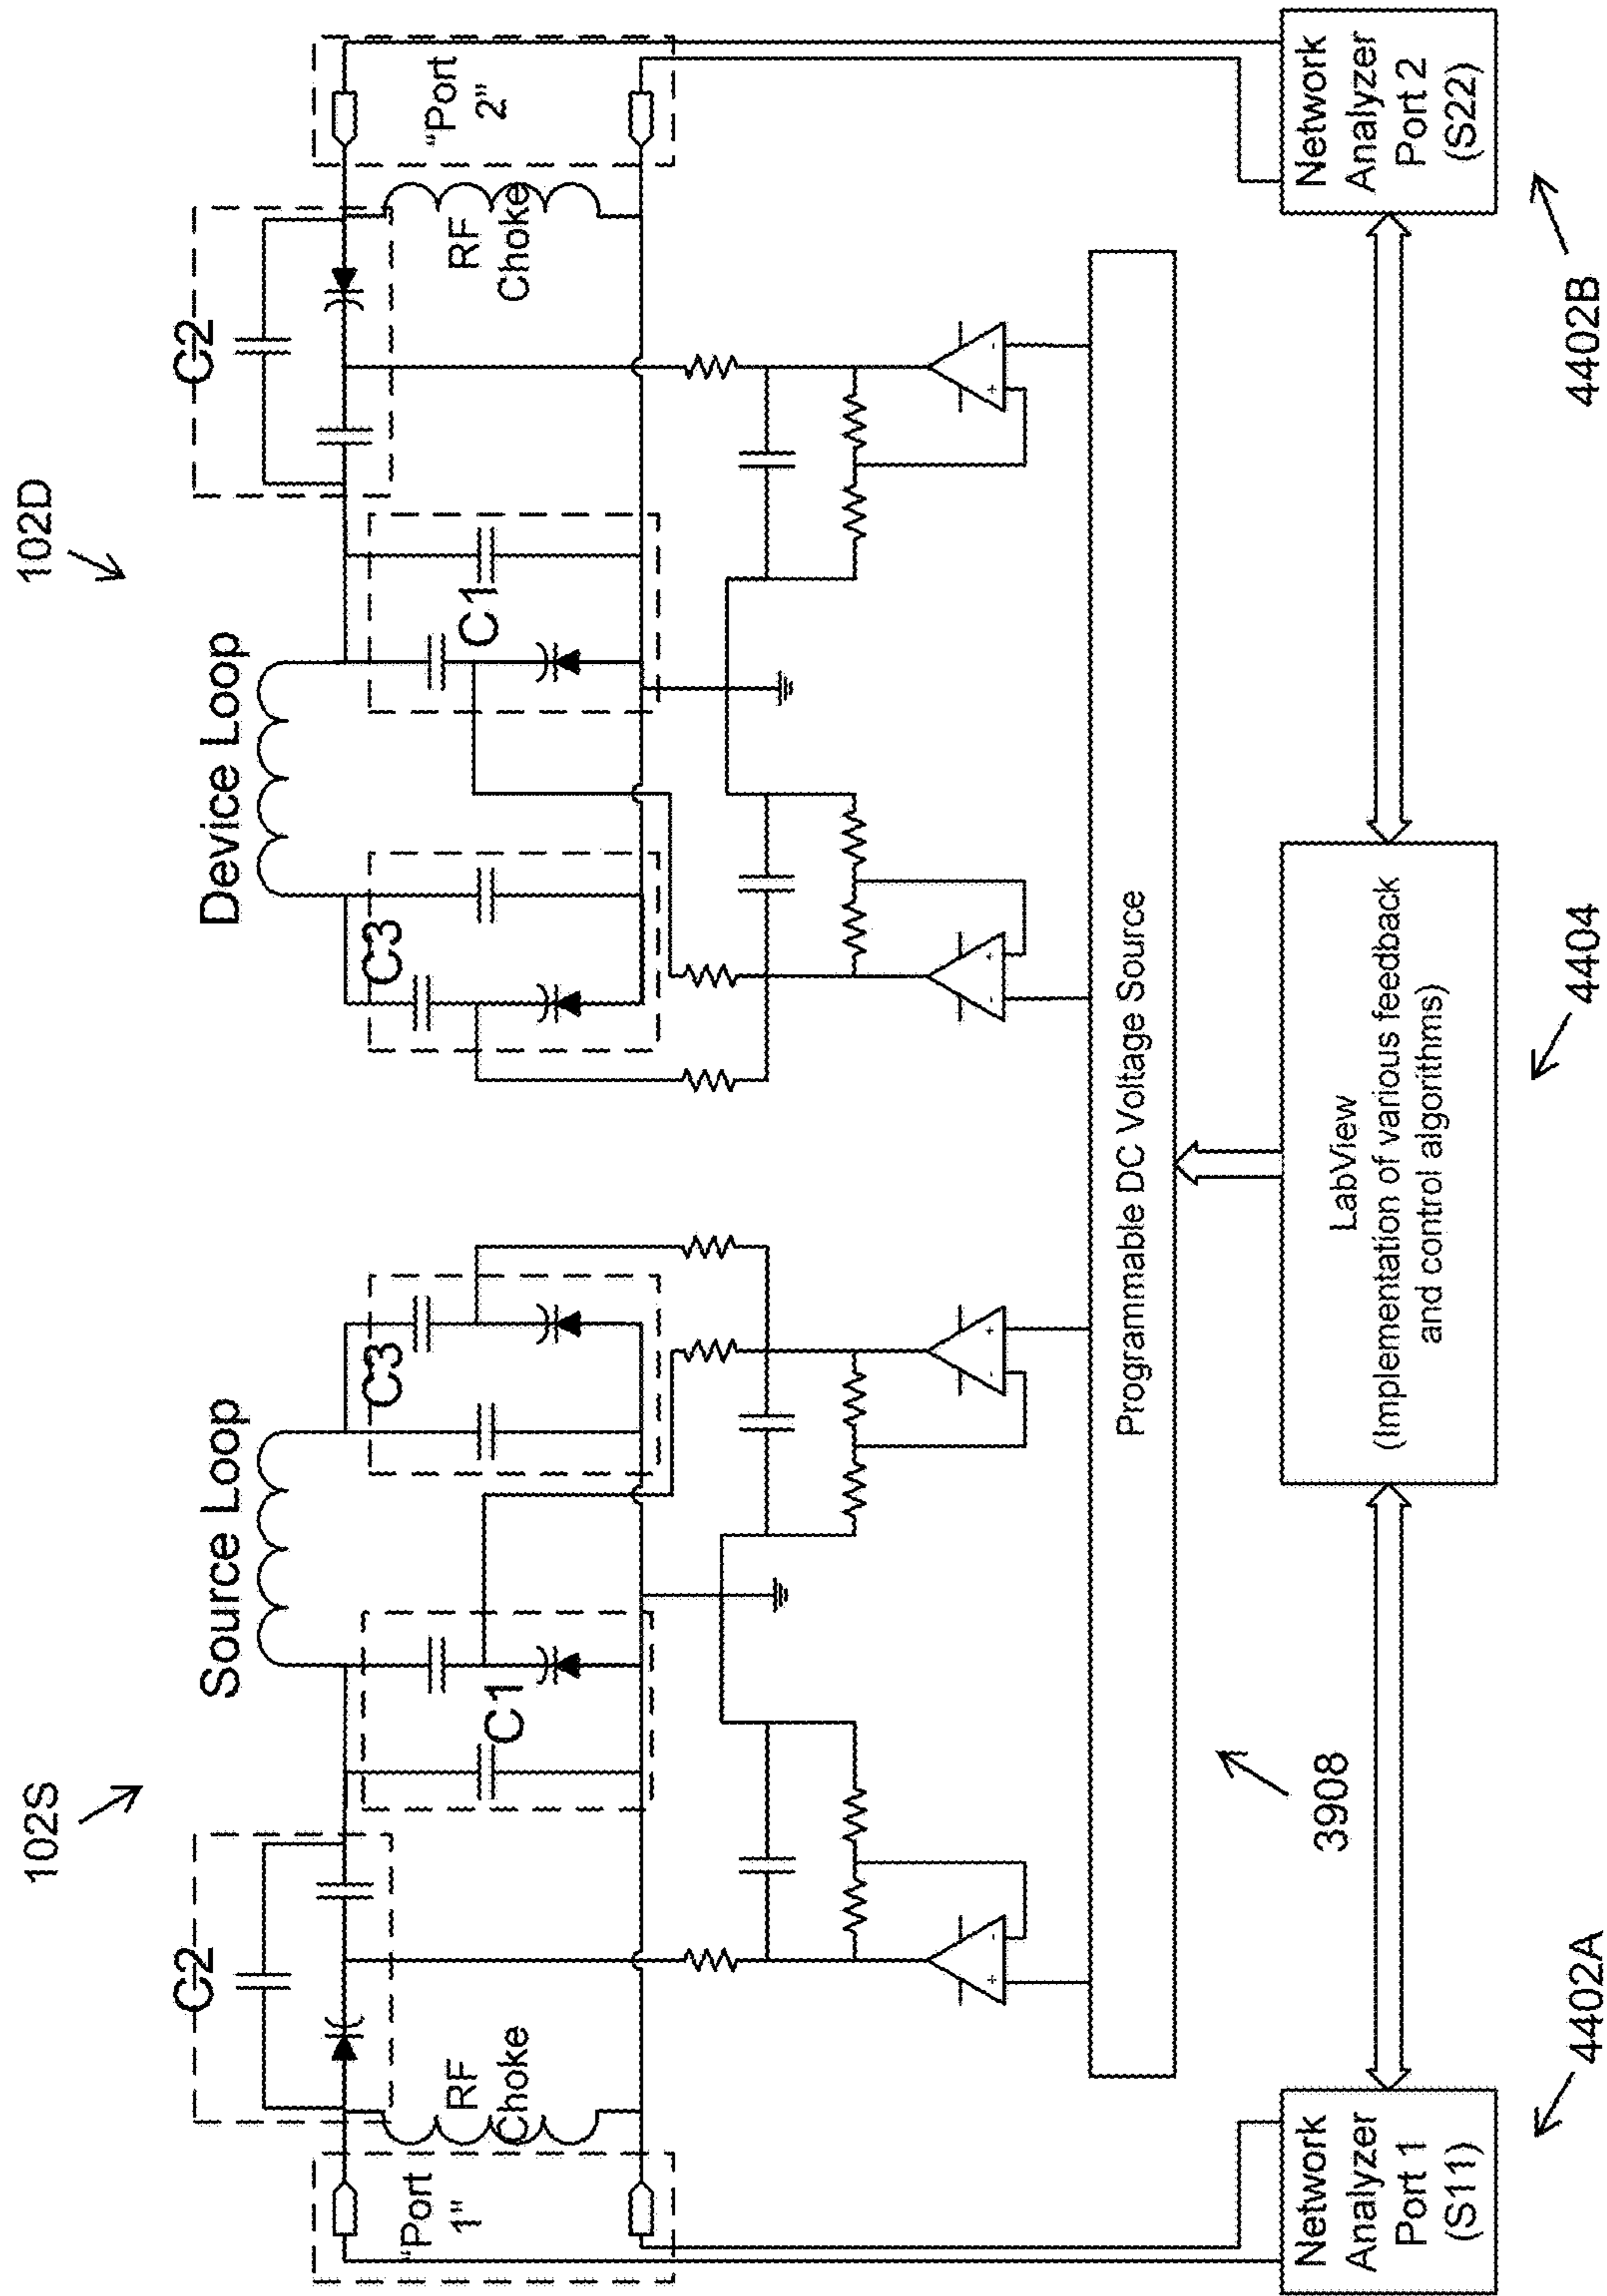 102S
102D
Source Loop
Device Loop
C2
C2
C3
C3
C1
C1
"Port
1"
RF
Choke
RF
Choke
"Port
2"
+
-
-
+
-
+
+
-
Programmable DC Voltage Source
3908
Network
Analyzer
Port 1
(S11)
LabView
(Implementation of various feedback
and control algorithms)
Network
Analyzer
Port 2
(S22)
4402A
4404
4402B